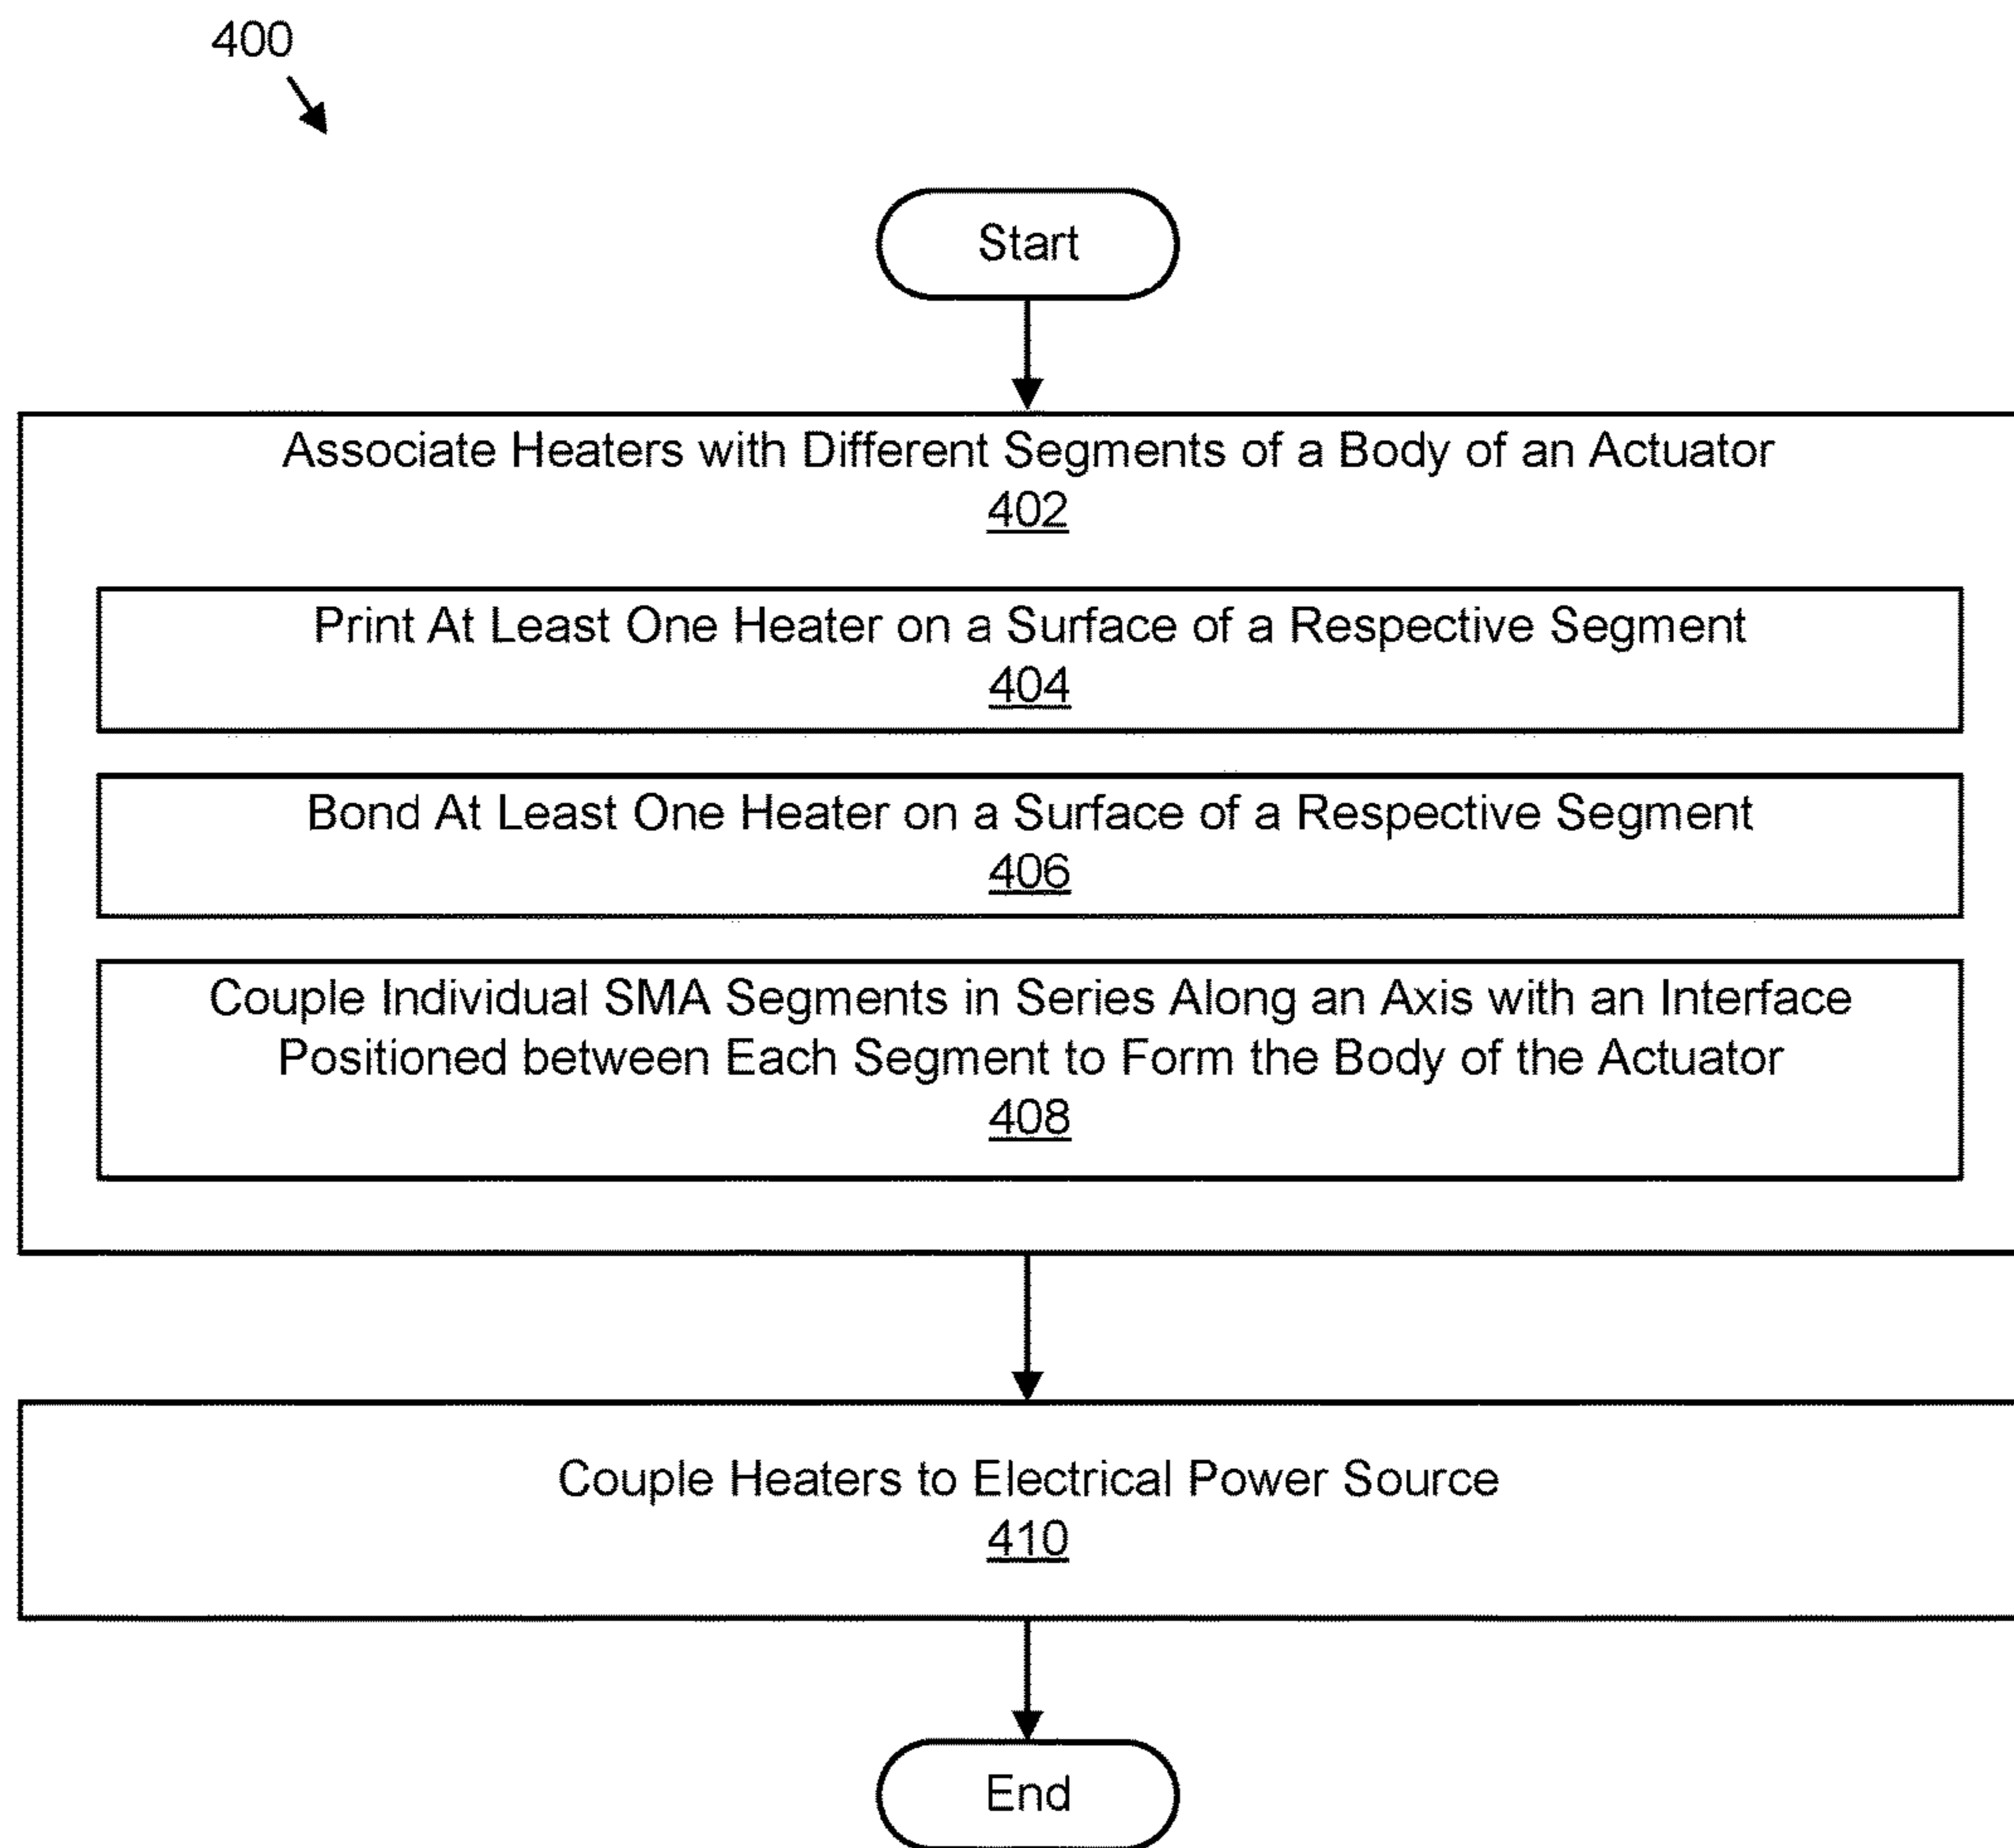 400
Start
Associate Heaters with Different Segments of a Body of an Actuator
402
Print At Least One Heater on a Surface of a Respective Segment
404
Bond At Least One Heater on a Surface of a Respective Segment
406
Couple Individual SMA Segments in Series Along an Axis with an Interface
Positioned between Each Segment to Form the Body of the Actuator
408
Couple Heaters to Electrical Power Source
410
End